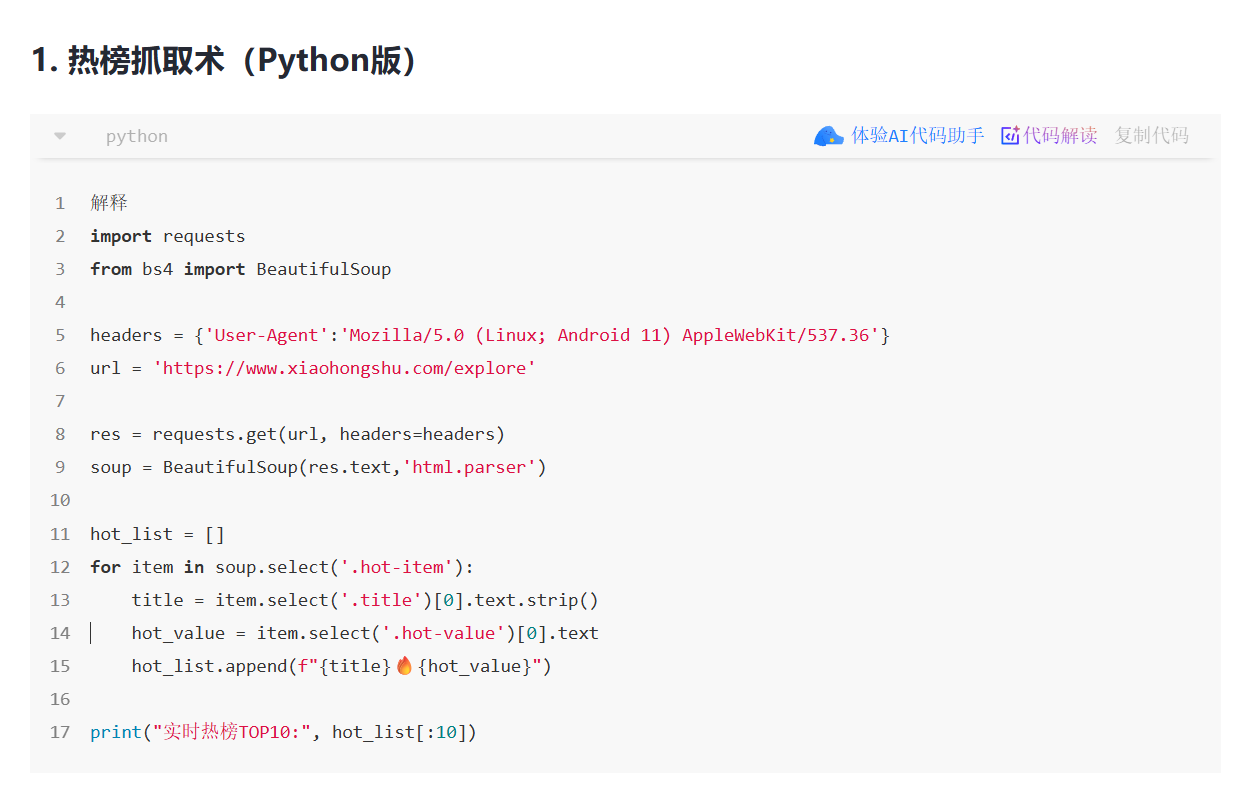 1. 热榜抓取术（Python版）
python 体验AI代码助手 代码解读 复制代码
1 解释
2 import requests
3 from bs4 import BeautifulSoup
4
5 headers = {'User-Agent':'Mozilla/5.0 (Linux; Android 11) AppleWebKit/537.36'}
6 url = 'https://www.xiaohongshu.com/explore'
7
8 res = requests.get(url, headers=headers)
9 soup = BeautifulSoup(res.text,'html.parser')
10
11 hot_list = []
12 for item in soup.select('.hot-item'):
13     title = item.select('.title')[0].text.strip()
14     hot_value = item.select('.hot-value')[0].text
15     hot_list.append(f"{title}🔥{hot_value}")
16
17 print("实时热榜TOP10:", hot_list[:10])